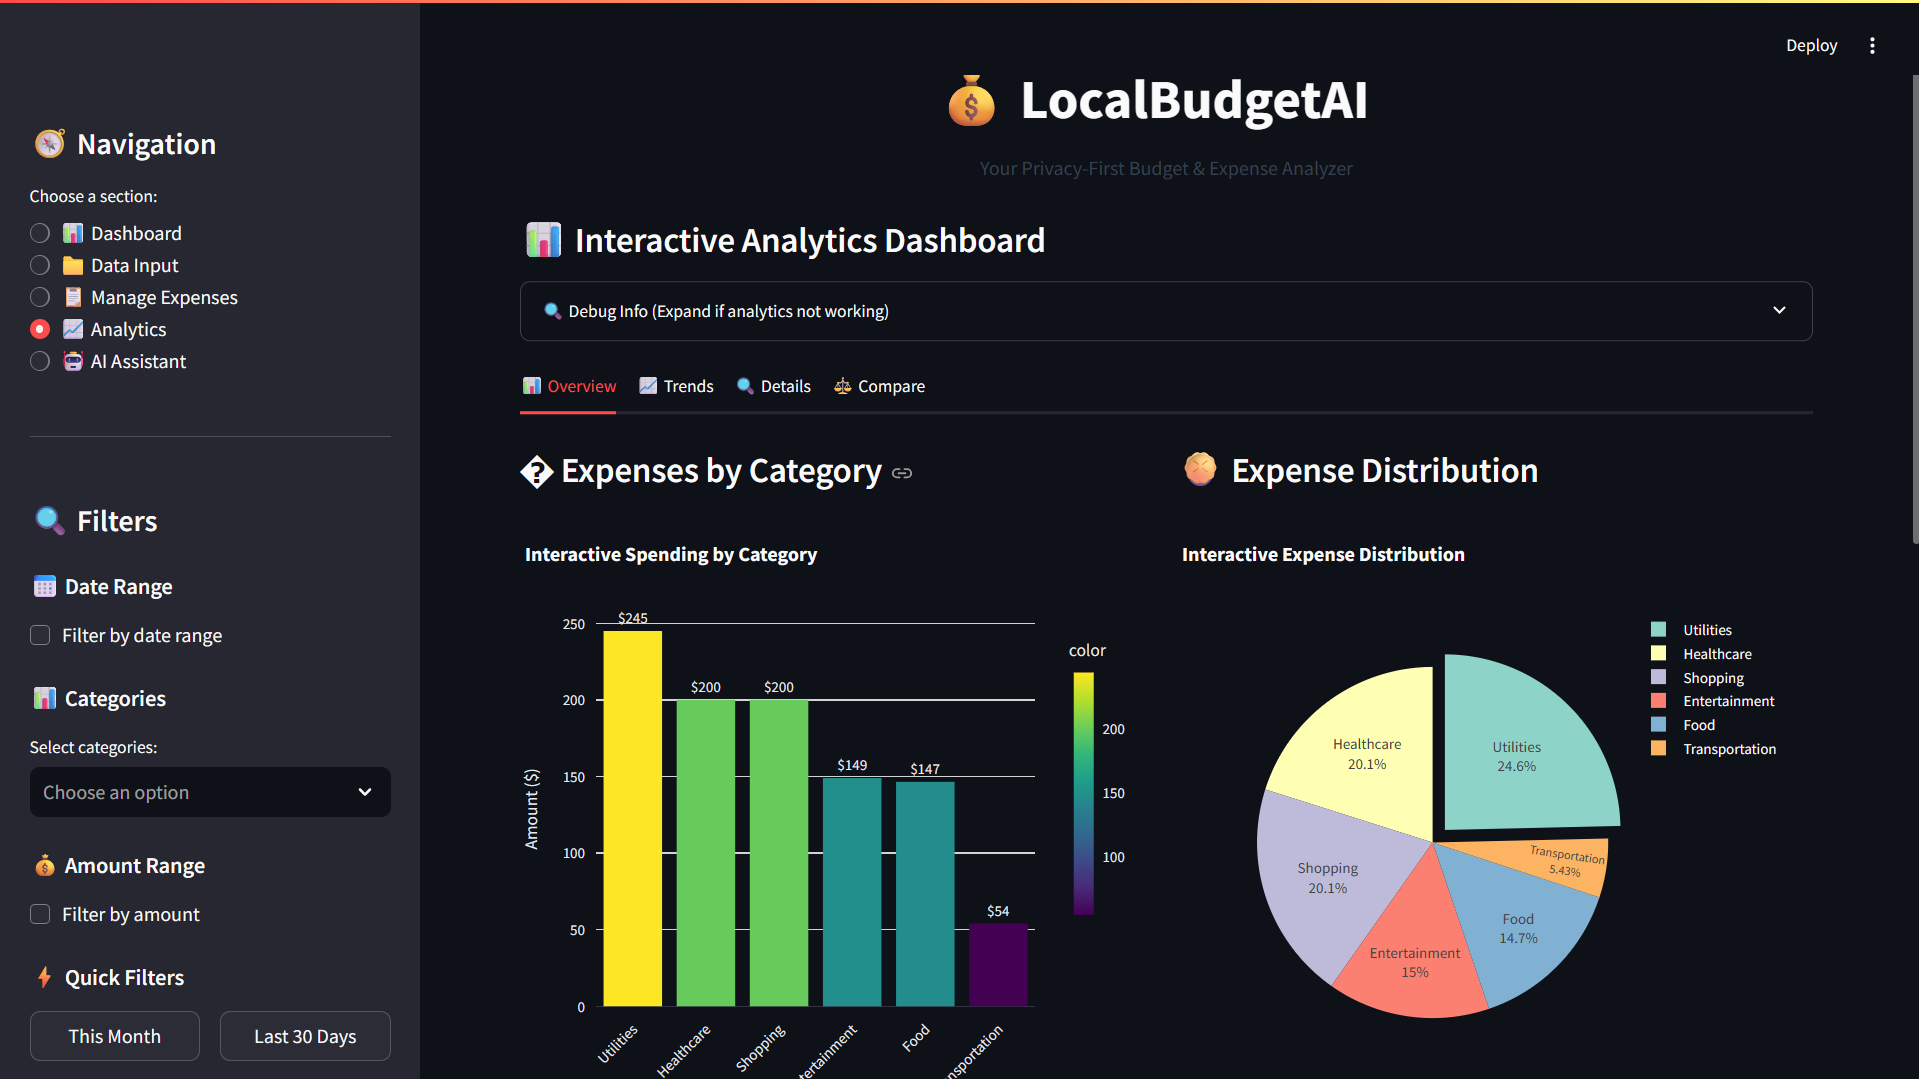 Deploy
Navigation
Choose a section:
Dashboard
Data Input
Manage Expenses
Analytics
AI Assistant
Filters
Date Range
Filter by date range
Categories
Select categories:
Choose an option
Amount Range
Filter by amount
Quick Filters
This Month
Last 30 Days
LocalBudgetAI
Your Privacy-First Budget & Expense Analyzer
Interactive Analytics Dashboard
Debug Info (Expand if analytics not working)
Overview
Trends
Details
Compare
� Expenses by Category
Interactive Spending by Category
Amount ($)
250
200
150
100
50
0
$245
$200
$200
$149
$147
$54
Utilities
Healthcare
Shopping
tertainment
Food
nsportation
color
200
150
100
Expense Distribution
Interactive Expense Distribution
Healthcare
20.1%
Utilities
24.6%
Shopping
20.1%
Transportation
5.43%
Food
14.7%
Entertainment
15%
Utilities
Healthcare
Shopping
Entertainment
Food
Transportation